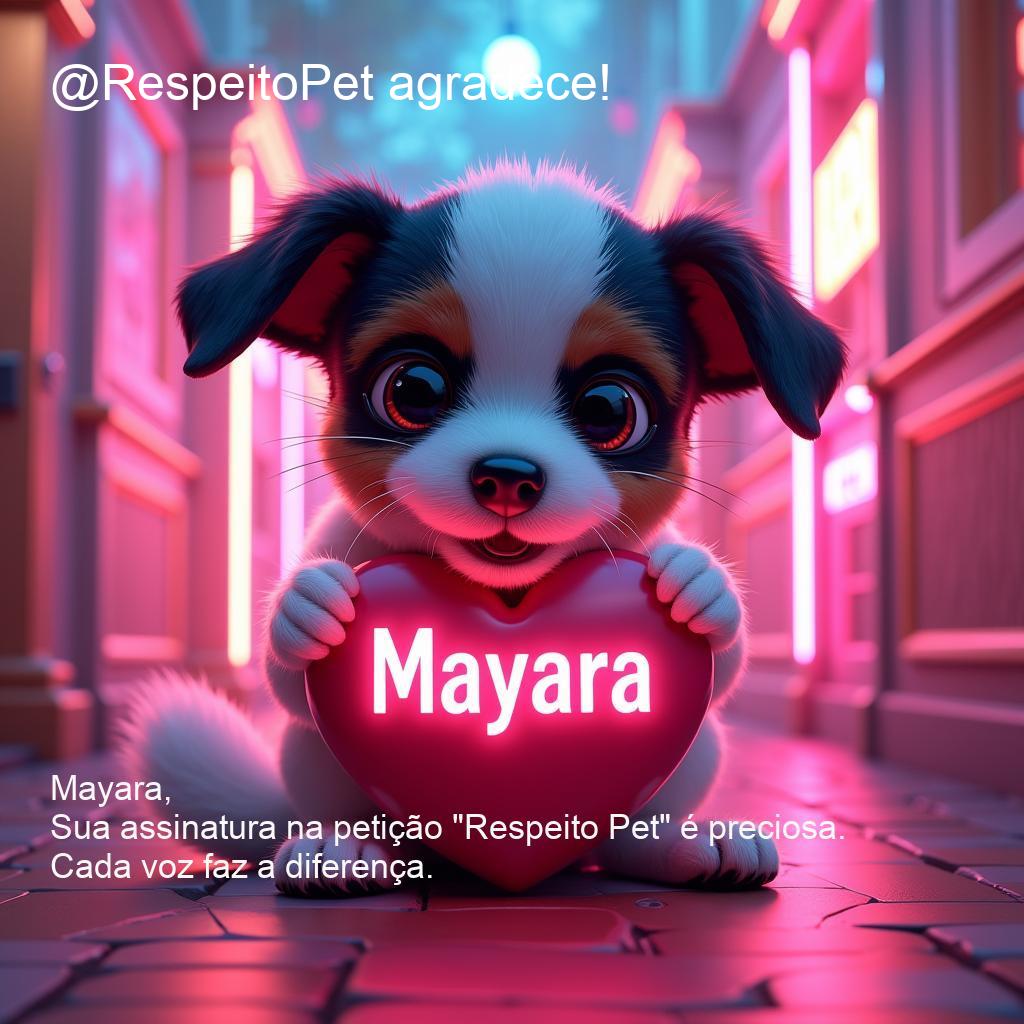 @RespeitoPet agradece!
Mayara
Mayara,
Sua assinatura na petição "Respeito Pet" é preciosa.
Cada voz faz a diferença.